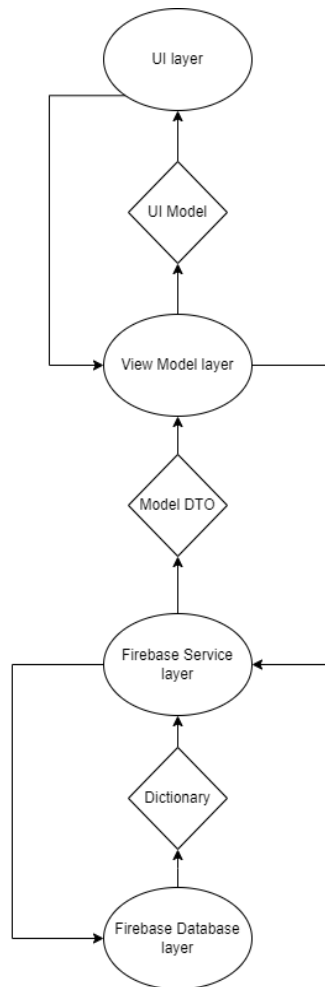 UI layer
UI Model
View Model layer
Model DTO
Firebase Service
layer
Dictionary
Firebase Database
layer